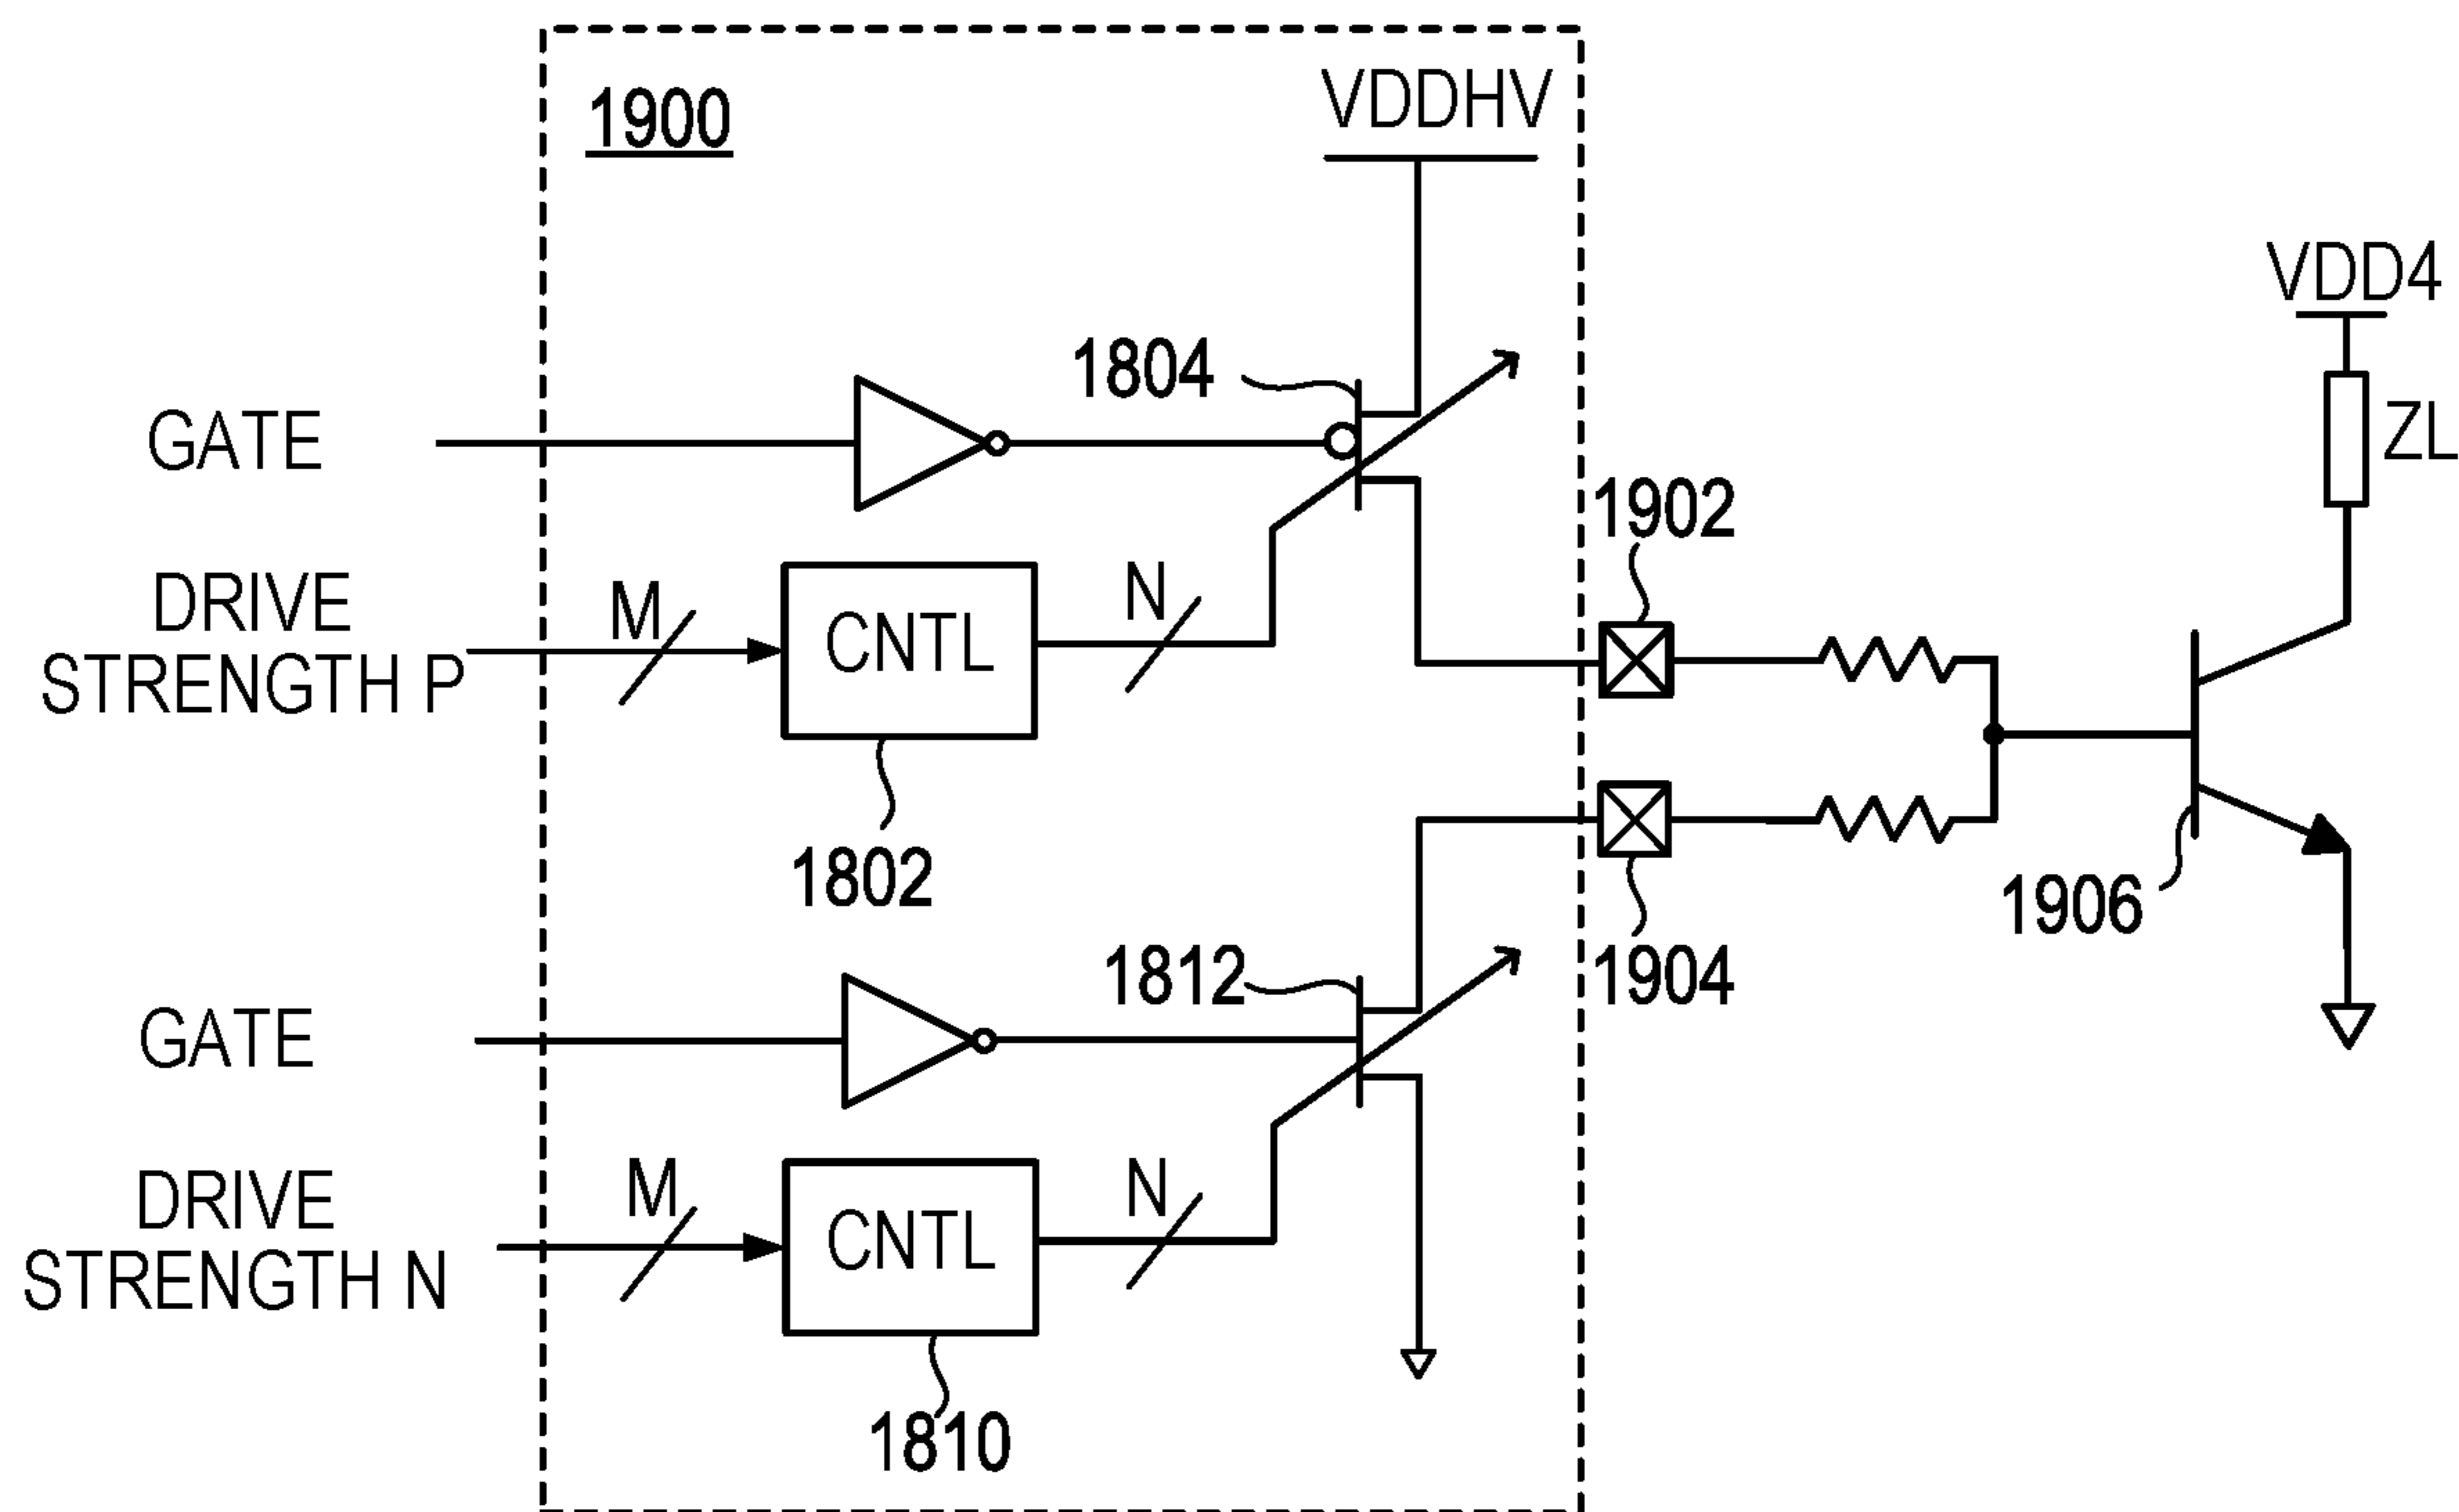 1900
VDDHV
VDD4
1804
GATE
ZL
1902
DRIVE
STRENGTH P
M
CNTL
N
1802
1906
1812
1904
GATE
DRIVE
STRENGTH N
M
CNTL
N
1810